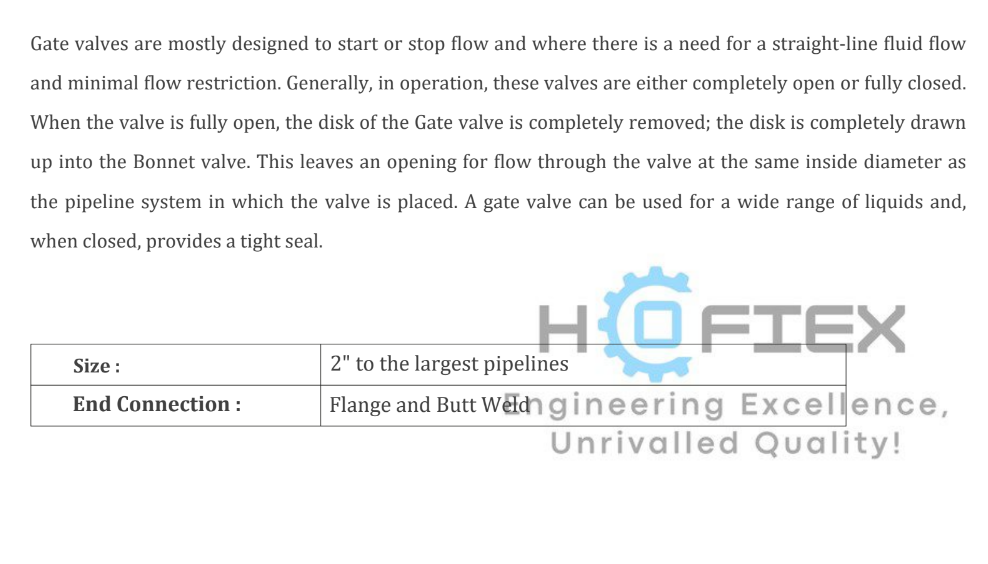 Gate valves are mostly designed to start or stop flow and where there is a need for a straight-line fluid flow
and minimal flow restriction. Generally, in operation, these valves are either completely open or fully closed.
When the valve is fully open, the disk of the Gate valve is completely removed; the disk is completely drawn
up into the Bonnet valve. This leaves an opening for flow through the valve at the same inside diameter as
the pipeline system in which the valve is placed. A gate valve can be used for a wide range of liquids and,
when closed, provides a tight seal.
HOFIEX
Size : 2" to the largest pipelines
End Connection : Flange and Butt Weld
Engineering Excellence,
Unrivalled Quality!